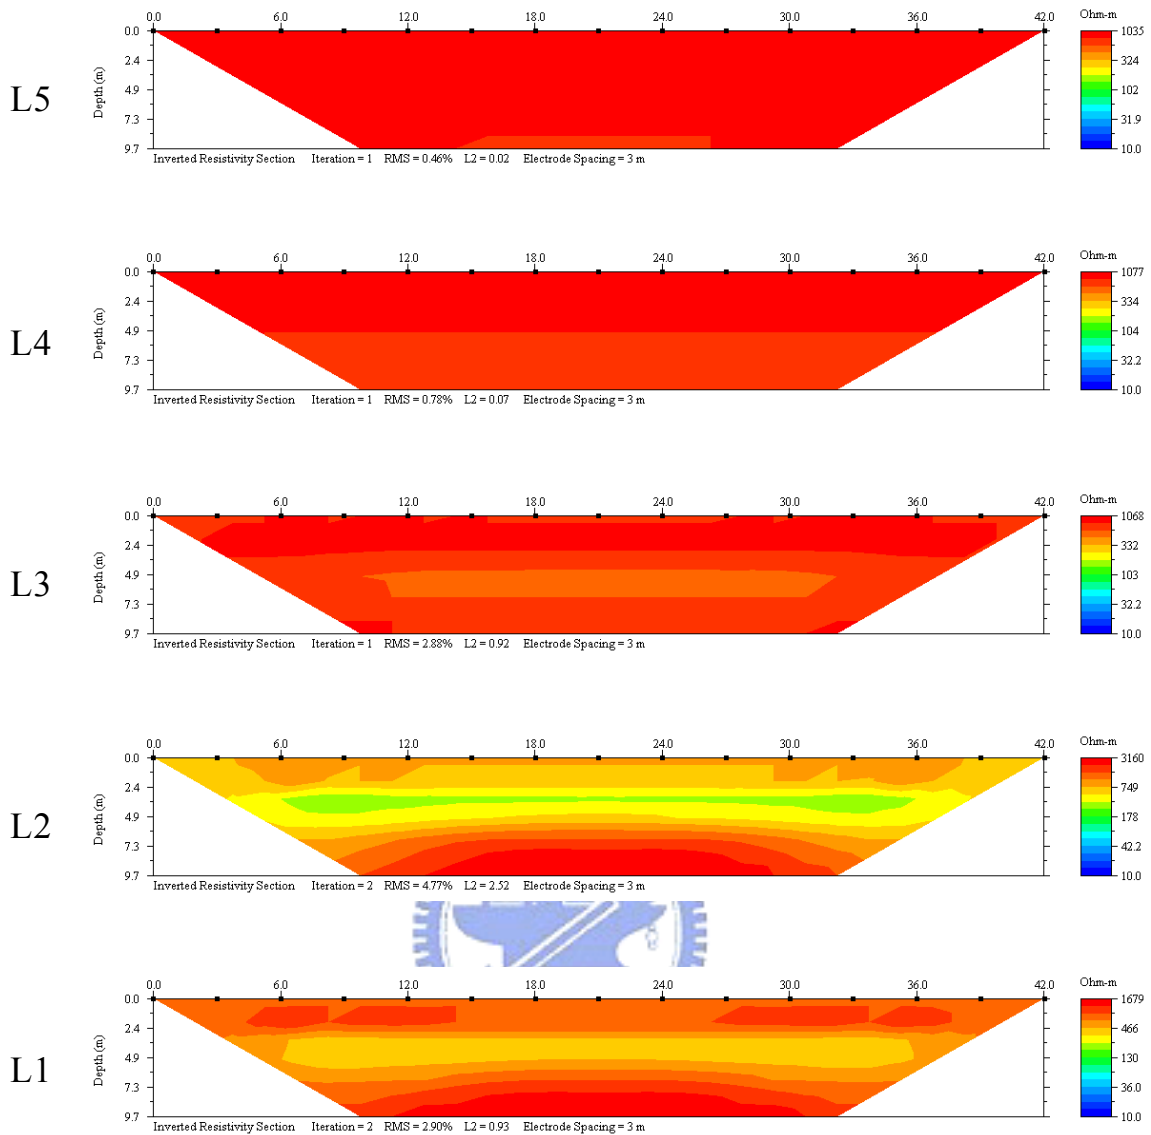 0.0 6.0 12.0 18.0 24.0 30.0 36.0 42.0 Ohm-m
L5
Depth (m)
0.0
2.4
4.9
7.3
9.7
1035
324
102
31.9
10.0
Inverted Resistivity Section Iteration = 1 RMS = 0.46% L2 = 0.02 Electrode Spacing = 3 m
0.0 6.0 12.0 18.0 24.0 30.0 36.0 42.0 Ohm-m
L4
Depth (m)
0.0
2.4
4.9
7.3
9.7
1077
334
104
32.2
10.0
Inverted Resistivity Section Iteration = 1 RMS = 0.78% L2 = 0.07 Electrode Spacing = 3 m
0.0 6.0 12.0 18.0 24.0 30.0 36.0 42.0 Ohm-m
L3
Depth (m)
0.0
2.4
4.9
7.3
9.7
1068
332
103
32.2
10.0
Inverted Resistivity Section Iteration = 1 RMS = 2.88% L2 = 0.92 Electrode Spacing = 3 m
0.0 6.0 12.0 18.0 24.0 30.0 36.0 42.0 Ohm-m
L2
Depth (m)
0.0
2.4
4.9
7.3
9.7
3160
749
178
42.2
10.0
Inverted Resistivity Section Iteration = 2 RMS = 4.77% L2 = 2.52 Electrode Spacing = 3 m
0.0 6.0 12.0 18.0 24.0 30.0 36.0 42.0 Ohm-m
L1
Depth (m)
0.0
2.4
4.9
7.3
9.7
1679
466
130
36.0
10.0
Inverted Resistivity Section Iteration = 2 RMS = 2.90% L2 = 0.93 Electrode Spacing = 3 m